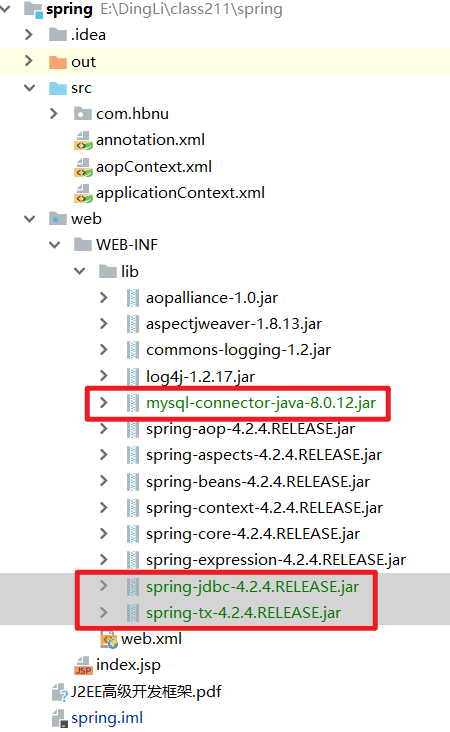 spring E:\DingLi\class211\spring
.idea
out
src
com.hbnu
annotation.xml
aopContext.xml
applicationContext.xml
web
WEB-INF
lib
aopalliance-1.0.jar
aspectjweaver-1.8.13.jar
commons-logging-1.2.jar
log4j-1.2.17.jar
mysql-connector-java-8.0.12.jar
spring-aop-4.2.4.RELEASE.jar
spring-aspects-4.2.4.RELEASE.jar
spring-beans-4.2.4.RELEASE.jar
spring-context-4.2.4.RELEASE.jar
spring-core-4.2.4.RELEASE.jar
spring-expression-4.2.4.RELEASE.jar
spring-jdbc-4.2.4.RELEASE.jar
spring-tx-4.2.4.RELEASE.jar
web.xml
JSP index.jsp
J2EE高级开发框架.pdf
spring.iml